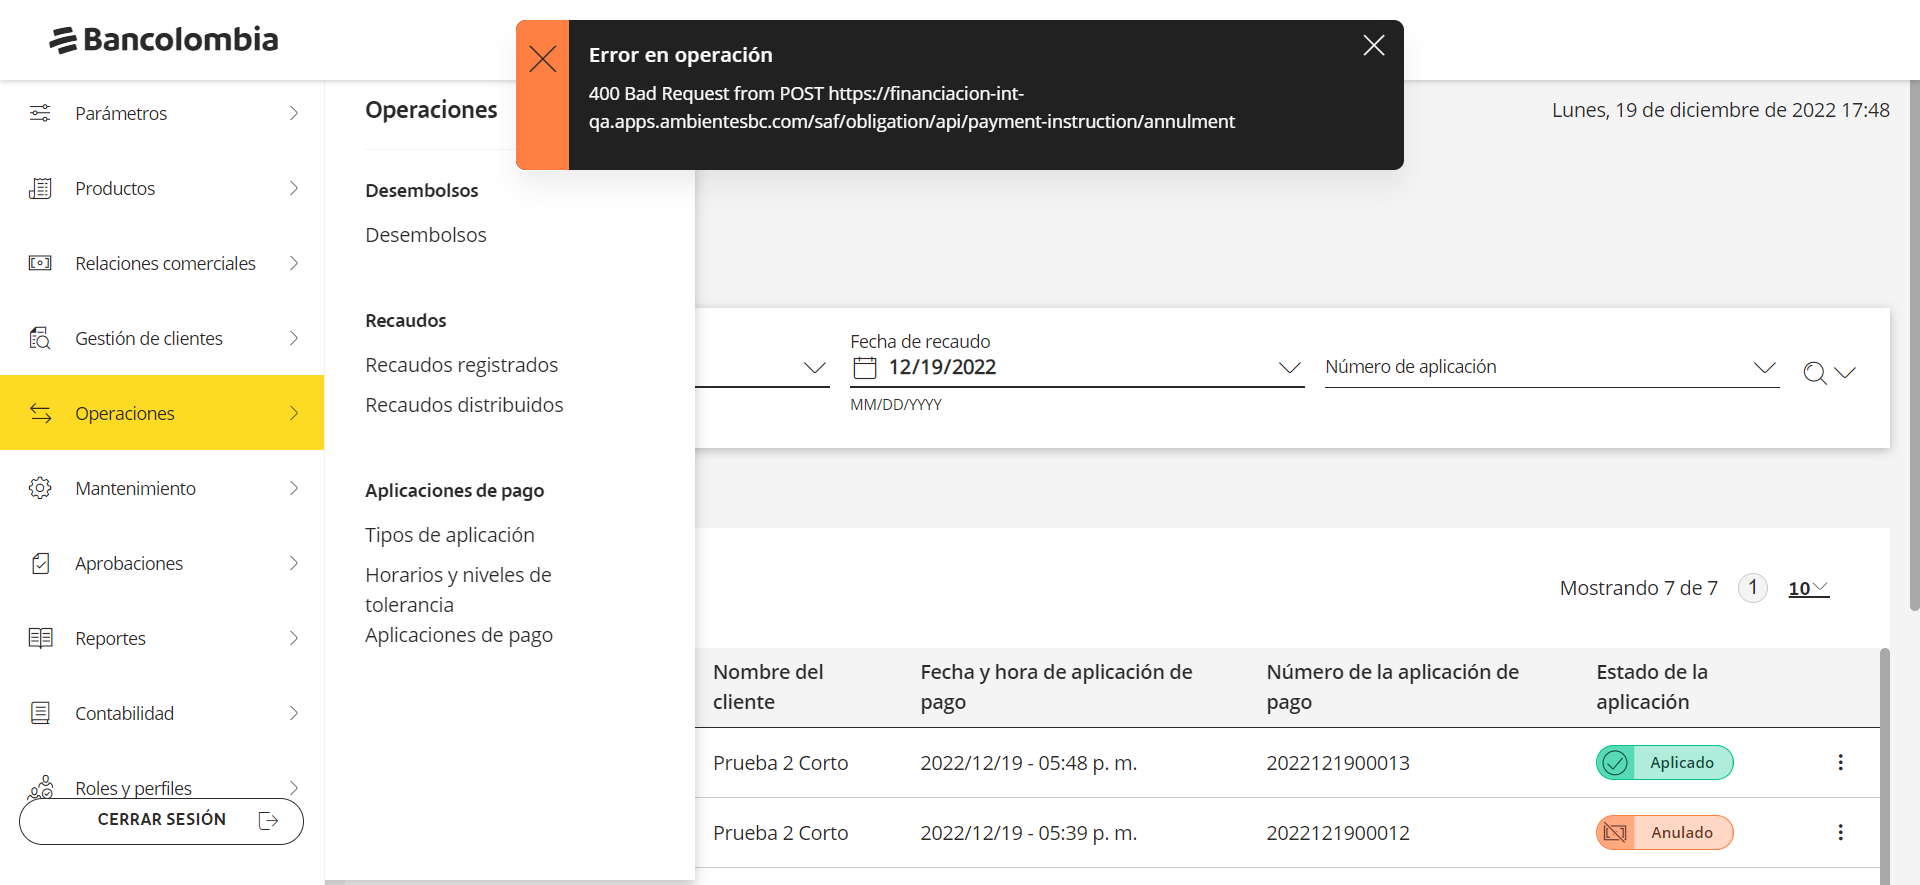 Bancolombia
Error en operación
400 Bad Request from POST https://financiacion-int-
qa.apps.ambientesbc.com/saf/obligation/api/payment-instruction/annulment
Lunes, 19 de diciembre de 2022 17:48
Parámetros
Productos
Relaciones comerciales
Gestión de clientes
Operaciones
Mantenimiento
Aprobaciones
Reportes
Contabilidad
Roles y perfiles
CERRAR SESIÓN
Operaciones
Desembolsos
Desembolsos
Recaudos
Recaudos registrados
Recaudos distribuidos
Aplicaciones de pago
Tipos de aplicación
Horarios y niveles de
tolerancia
Aplicaciones de pago
Fecha de recaudo
12/19/2022
MM/DD/YYYY
Número de aplicación
Mostrando 7 de 7 1 10
Nombre del
cliente
Fecha y hora de aplicación de
pago
Número de la aplicación de
pago
Estado de la
aplicación
Prueba 2 Corto 2022/12/19 - 05:48 p. m. 2022121900013 Aplicado
Prueba 2 Corto 2022/12/19 - 05:39 p. m. 2022121900012 Anulado